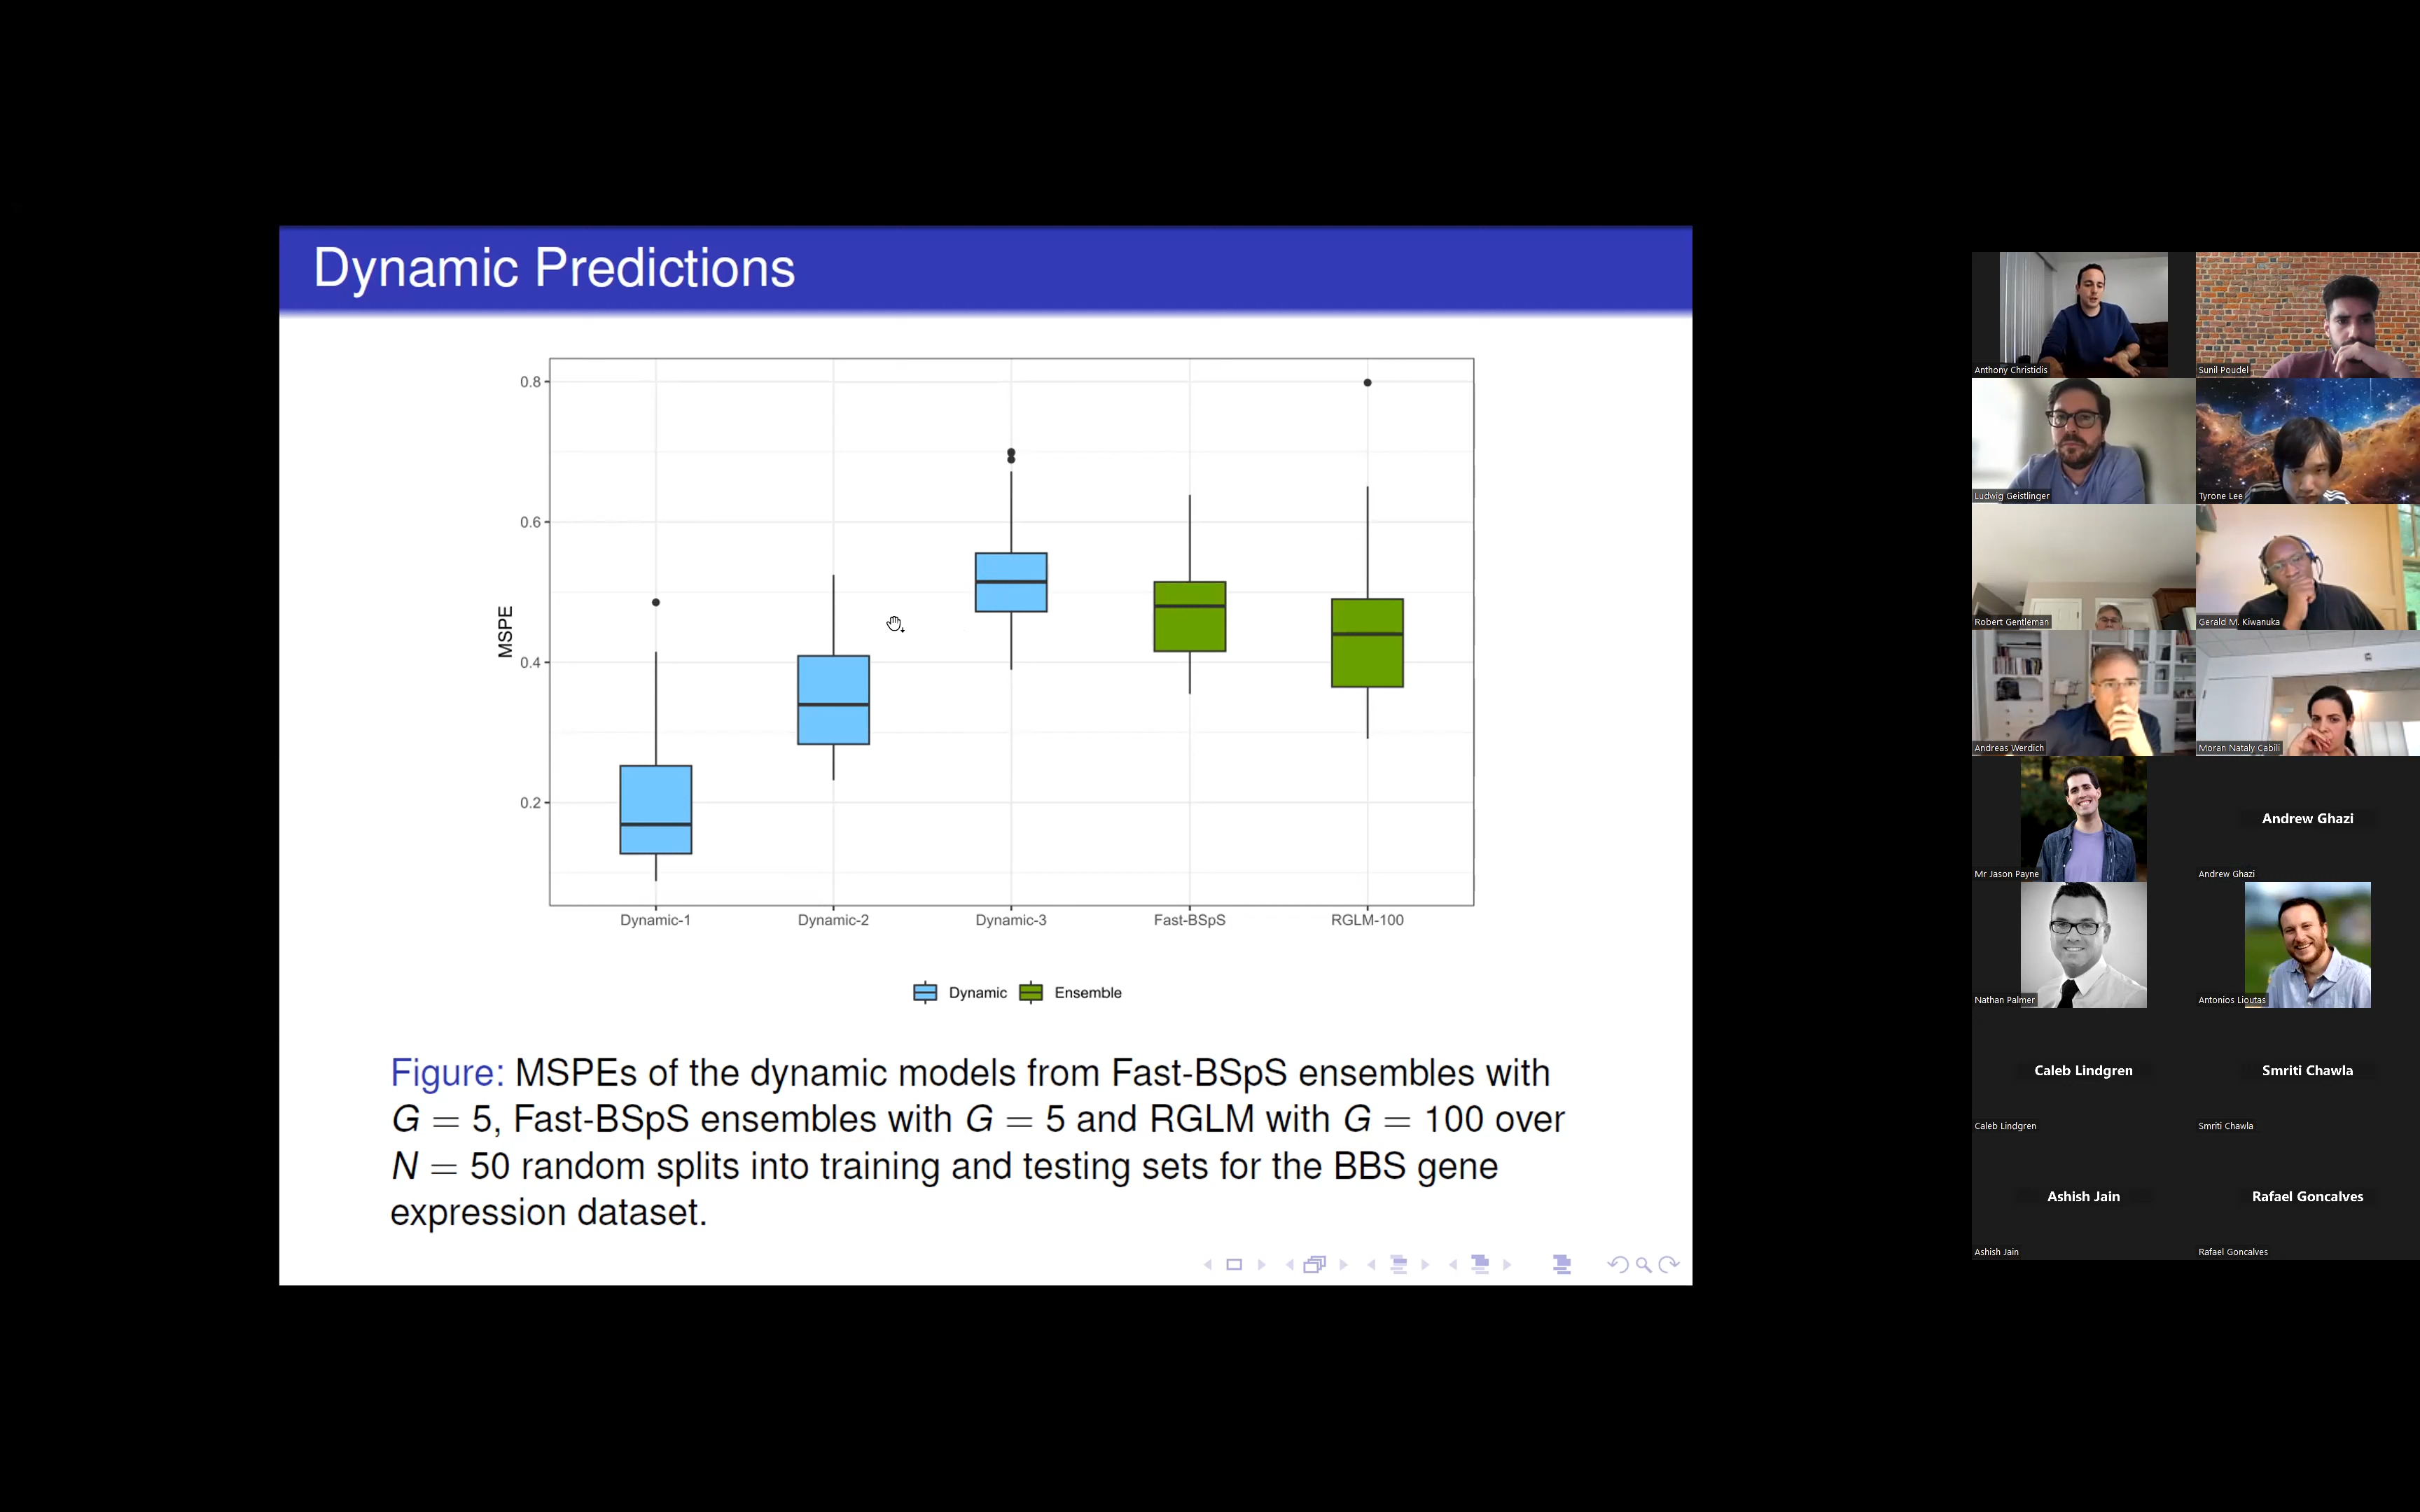 Dynamic Predictions
0.8
0.6
0.4
0.2
MSPE
Dynamic-1
Dynamic-2
Dynamic-3
Fast-BSpS
RGLM-100
Dynamic
Ensemble
Figure: MSPEs of the dynamic models from Fast-BSpS ensembles with
G = 5, Fast-BSpS ensembles with G = 5 and RGLM with G = 100 over
N = 50 random splits into training and testing sets for the BBS gene
expression dataset.
Anthony Christidis
Sunil Poudel
Ludwig Geistlinger
Tyrone Lee
Robert Gentleman
Gerald M. Kiwanuka
Andreas Werdich
Moran Nataly Cabili
Mr Jason Payne
Andrew Ghazi
Andrew Ghazi
Nathan Palmer
Antonios Lioutas
Caleb Lindgren
Caleb Lindgren
Smriti Chawla
Smriti Chawla
Ashish Jain
Ashish Jain
Rafael Goncalves
Rafael Goncalves